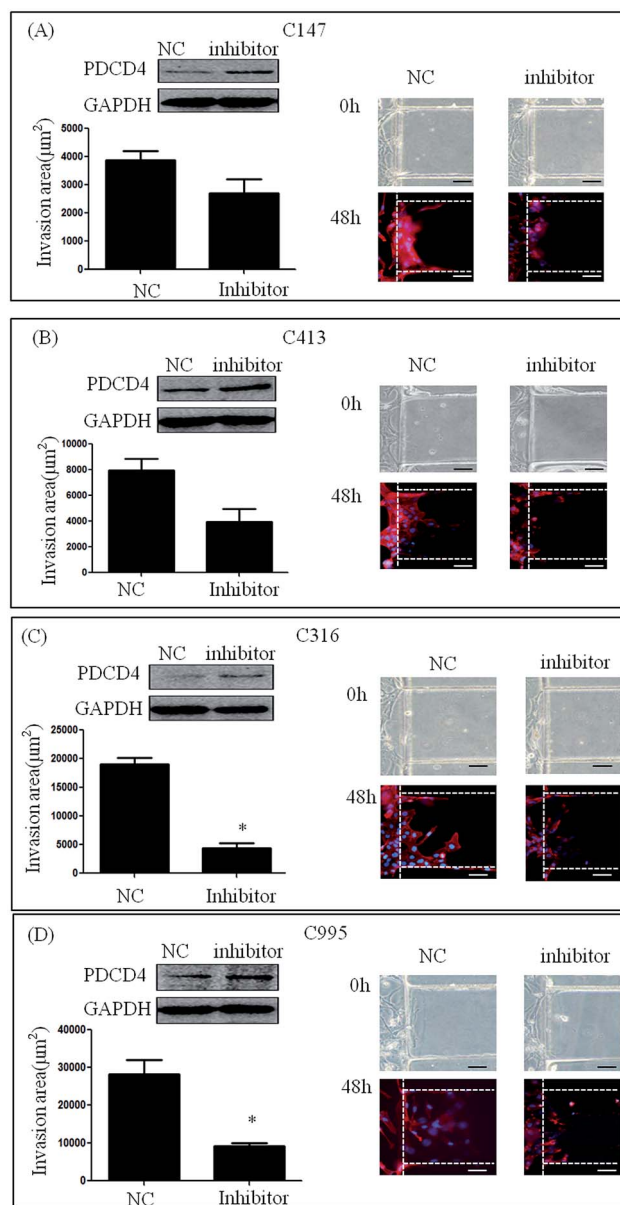 (A) C147
NC inhibitor
PDCD4
GAPDH
Invasion area(µm²)
5000
4000
3000
2000
1000
0
NC Inhibitor
NC inhibitor
0h
48h
(B) C413
NC inhibitor
PDCD4
GAPDH
Invasion area(µm²)
10000
8000
6000
4000
2000
0
NC Inhibitor
NC inhibitor
0h
48h
(C) C316
NC inhibitor
PDCD4
GAPDH
Invasion area(µm²)
25000
20000
15000
10000
5000
0
*
NC Inhibitor
NC inhibitor
0h
48h
(D) C995
NC inhibitor
PDCD4
GAPDH
Invasion area(µm²)
40000
30000
20000
10000
0
*
NC Inhibitor
NC inhibitor
0h
48h